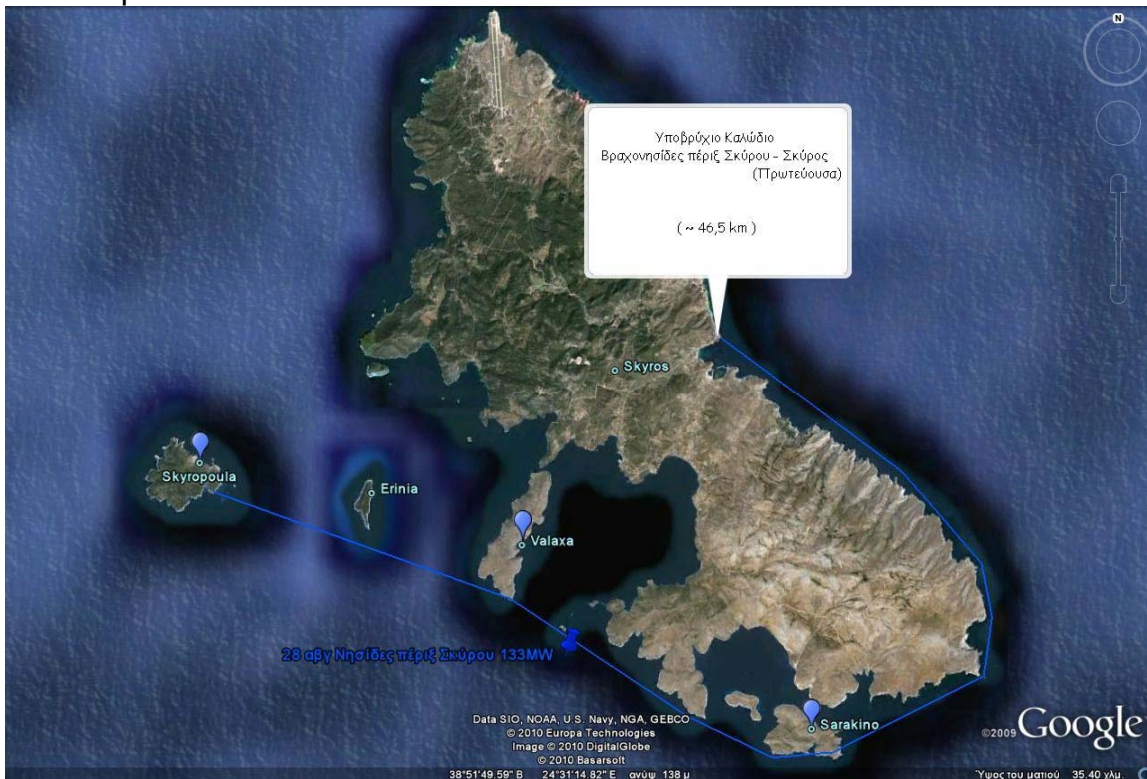 N
Υποβρύχιο Καλώδιο
Βραχονησίδες πέριξ Σκύρου - Σκύρος
(Πρωτεύουσα)
( ~ 46,5 km )
Skyros
Skyropoula
Erinia
Valaxa
28 αβγ Νησίδες πέριξ Σκύρου 133MW
Sarakino
Data SIO, NOAA, U.S. Navy, NGA, GEBCO
© 2010 Europa Technologies
Image © 2010 DigitalGlobe
© 2010 Basarsoft
©2009 Google
38°51'49.59" Β 24°31'14.82" Ε ανύψ 138 μ
Ύψος του ματιού 35.40 χλμ